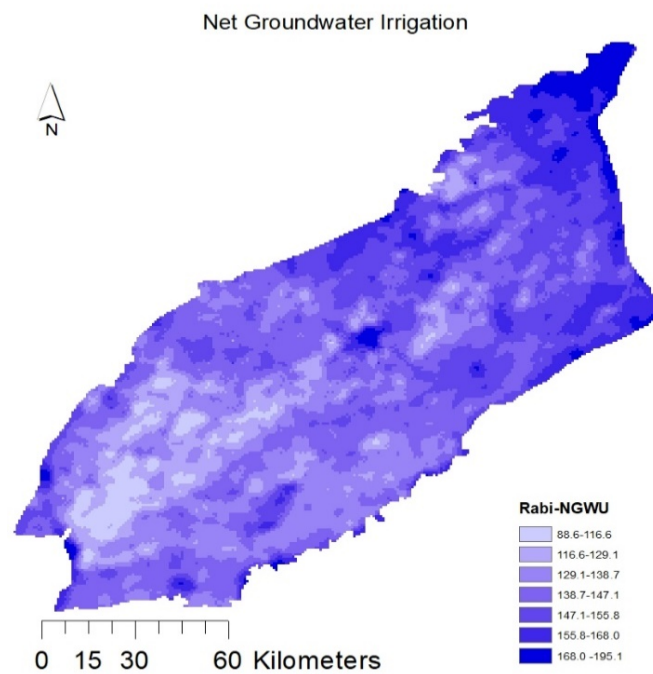 Net Groundwater Irrigation
N
Rabi-NGWU
88.6-116.6
116.6-129.1
129.1-138.7
138.7-147.1
147.1-155.8
155.8-168.0
168.0 -195.1
0 15 30 60 Kilometers